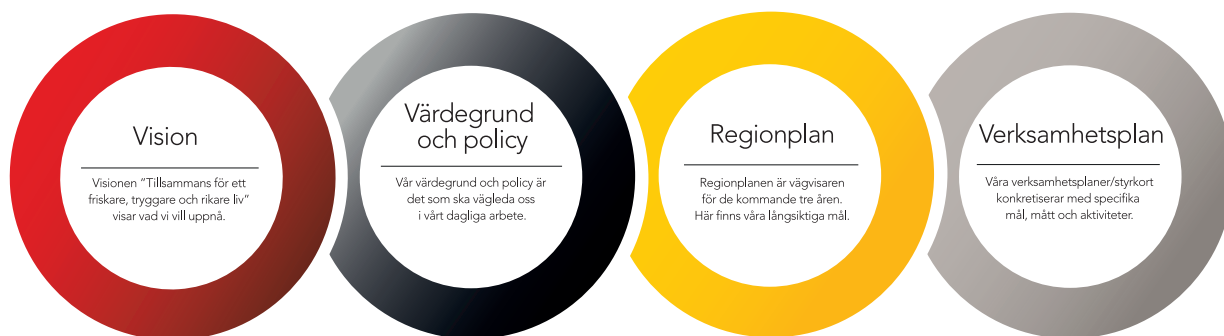 Vision
Visionen ”Tillsammans för ett
friskare, tryggare och rikare liv”
visar vad vi vill uppnå.
Värdegrund
och policy
Vår värdegrund och policy är
det som ska vägleda oss
i vårt dagliga arbete.
Regionplan
Regionplanen är vägvisaren
för de kommande tre åren.
Här finns våra långsiktiga mål.
Verksamhetsplan
Våra verksamhetsplaner/styrkort
konkretiserar med specifika
mål, mått och aktiviteter.